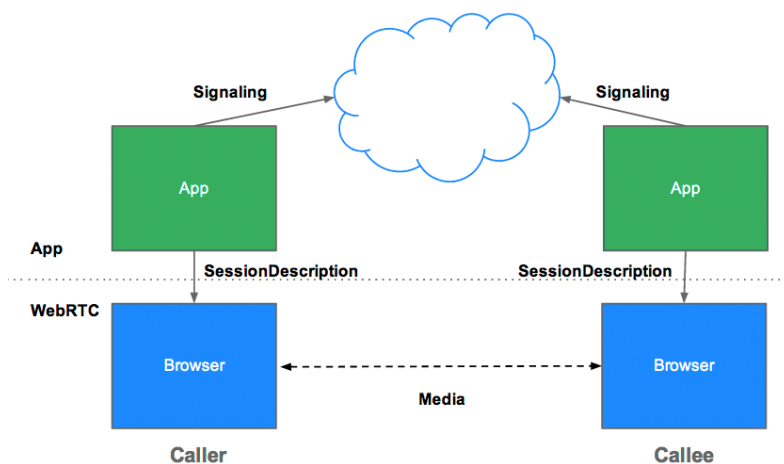 Signaling
Signaling
App
App
App
SessionDescription
SessionDescription
WebRTC
Browser
Browser
Media
Caller
Callee